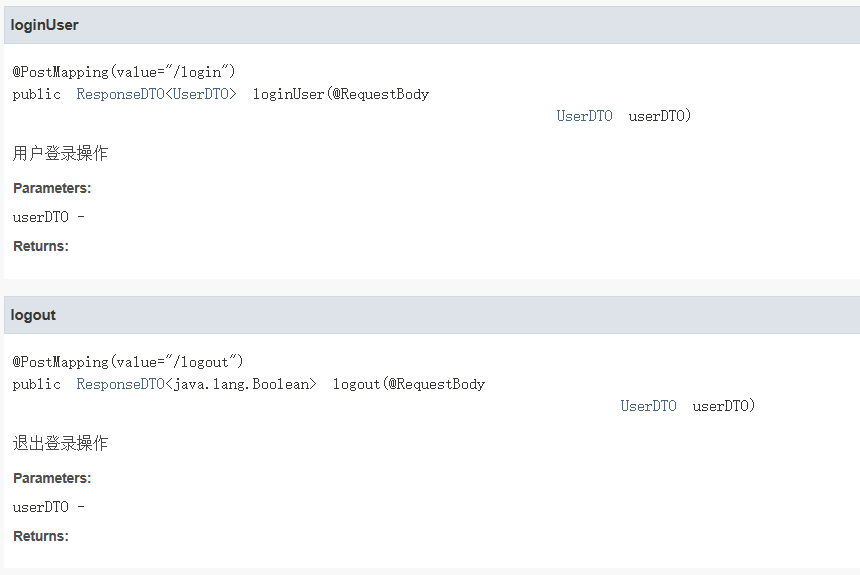 loginUser
@PostMapping(value="/login")
public ResponseDTO<UserDTO> loginUser(@RequestBody
UserDTO userDTO)
用户登录操作
Parameters:
userDTO -
Returns:
logout
@PostMapping(value="/logout")
public ResponseDTO<java.lang.Boolean> logout(@RequestBody
UserDTO userDTO)
退出登录操作
Parameters:
userDTO -
Returns: